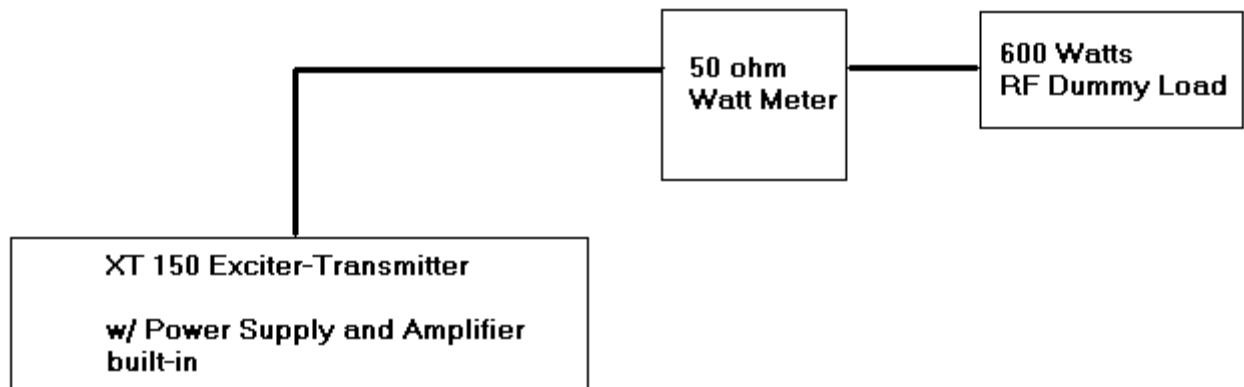 50 ohm
Watt Meter
600 Watts
RF Dummy Load
XT 150 Exciter-Transmitter
w/ Power Supply and Amplifier
built-in